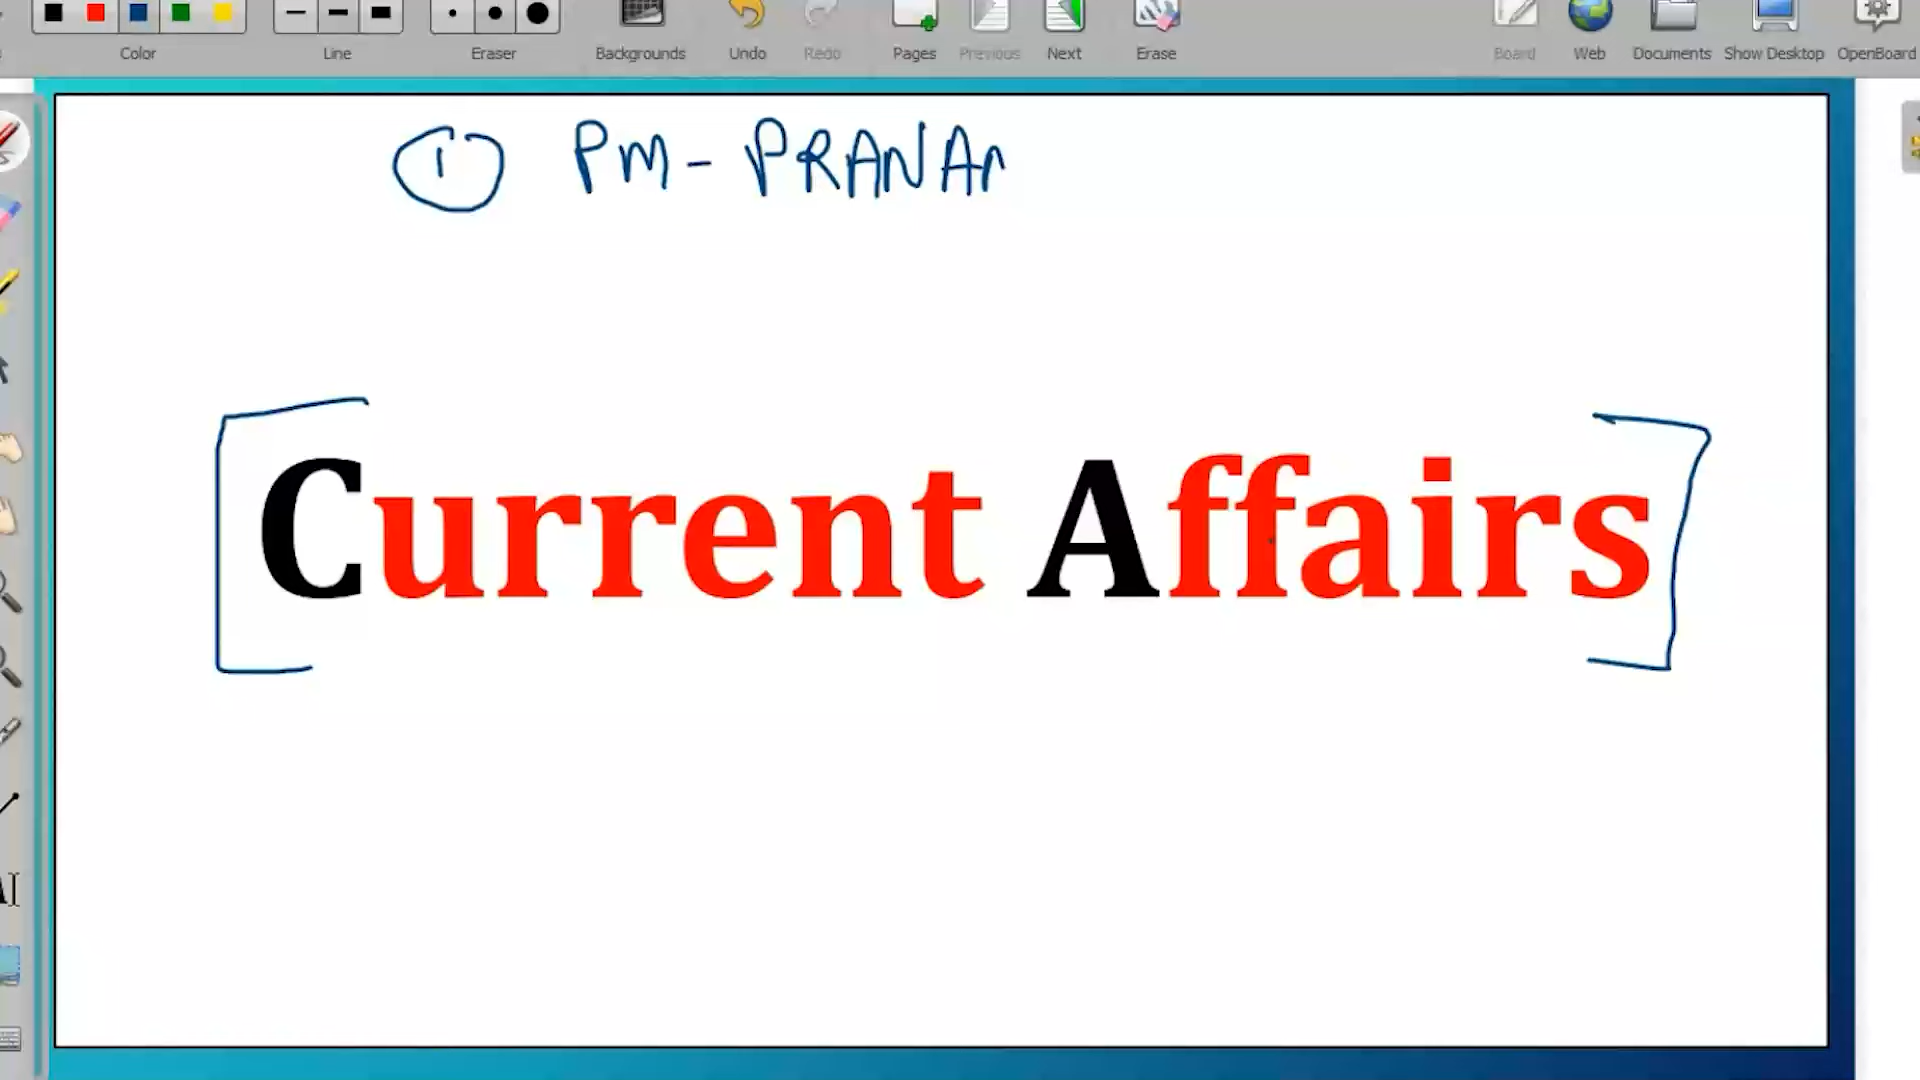 Color Line Eraser Backgrounds Undo Redo Pages Previous Next Erase Board Web Documents Show Desktop OpenBoard
① PM - PRANAM
Current Affairs